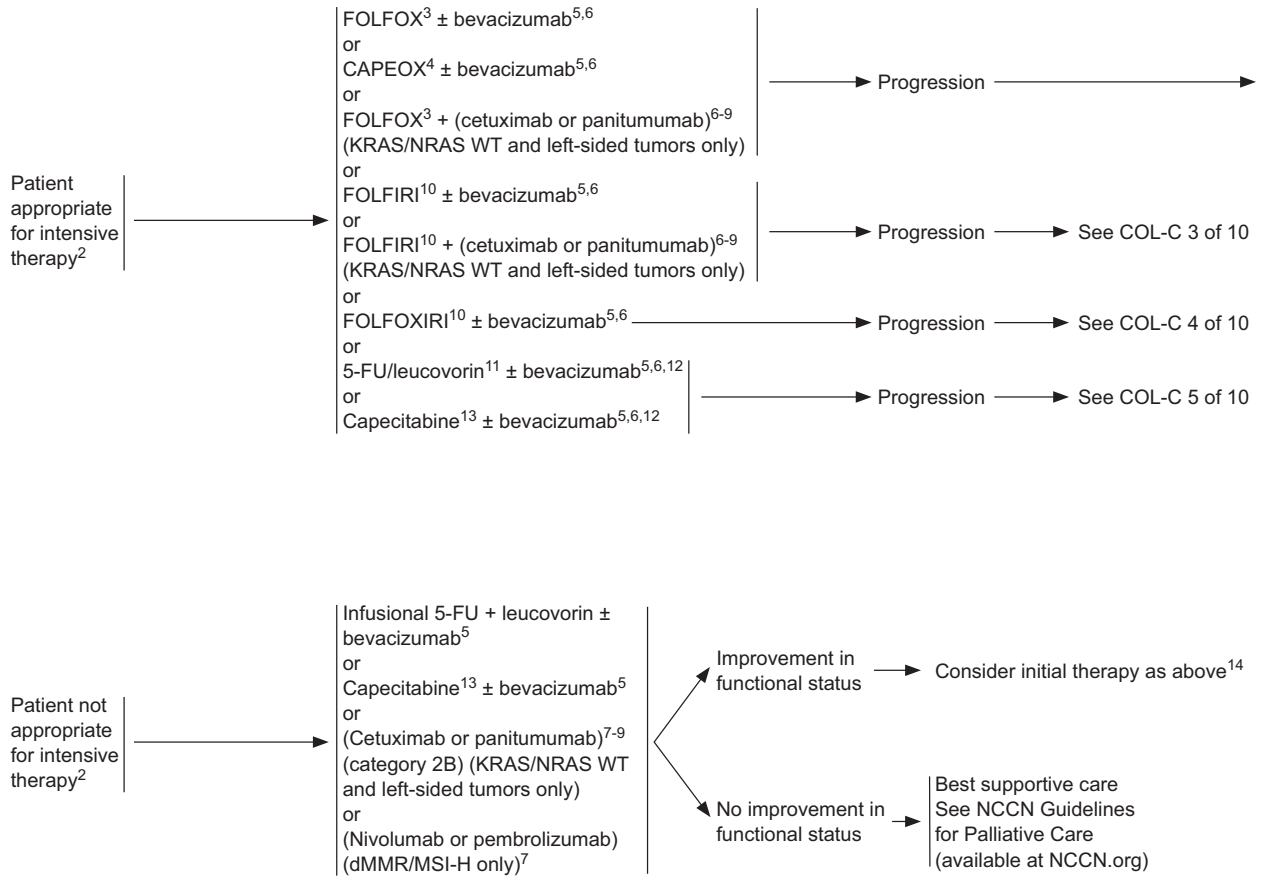 Patient
appropriate
for intensive
therapy2
FOLFOX3 ± bevacizumab5,6
or
CAPEOX4 ± bevacizumab5,6
or
FOLFOX3 + (cetuximab or panitumumab)6-9
(KRAS/NRAS WT and left-sided tumors only)
or
FOLFIRI10 ± bevacizumab5,6
or
FOLFIRI10 + (cetuximab or panitumumab)6-9
(KRAS/NRAS WT and left-sided tumors only)
or
FOLFOXIRI10 ± bevacizumab5,6
or
5-FU/leucovorin11 ± bevacizumab5,6,12
or
Capecitabine13 ± bevacizumab5,6,12
Progression
Progression
See COL-C 3 of 10
Progression
See COL-C 4 of 10
Progression
See COL-C 5 of 10
Patient not
appropriate
for intensive
therapy2
Infusional 5-FU + leucovorin ±
bevacizumab5
or
Capecitabine13 ± bevacizumab5
or
(Cetuximab or panitumumab)7-9
(category 2B) (KRAS/NRAS WT
and left-sided tumors only)
or
(Nivolumab or pembrolizumab)
(dMMR/MSI-H only)7
Improvement in
functional status
Consider initial therapy as above14
No improvement in
functional status
Best supportive care
See NCCN Guidelines
for Palliative Care
(available at NCCN.org)